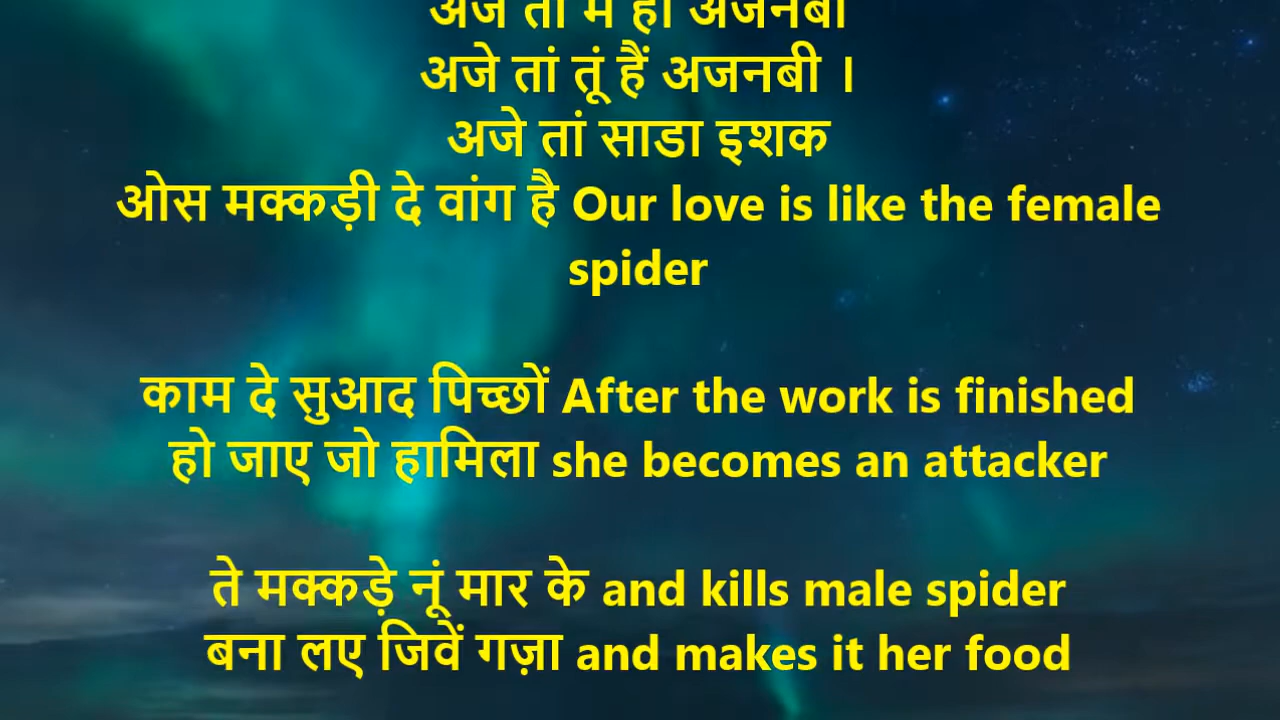 अजे तां मैं हां अजनबी
अजे तां तूं हैं अजनबी ।
अजे तां साडा इशक
ओस मक्कड़ी दे वांग है Our love is like the female
spider
काम दे सुआद पिच्छों After the work is finished
हो जाए जो हामिला she becomes an attacker
ते मक्कड़े नूं मार के and kills male spider
बना लए जिवें गज़ा and makes it her food